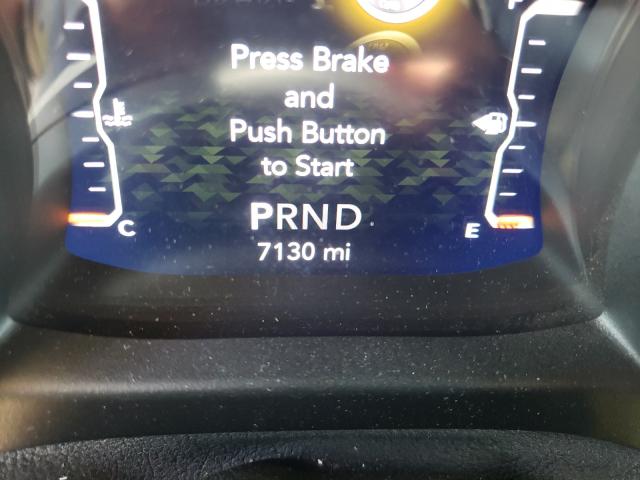 F
Press Brake
and
Push Button
to Start
C
PRND
E
7130 mi